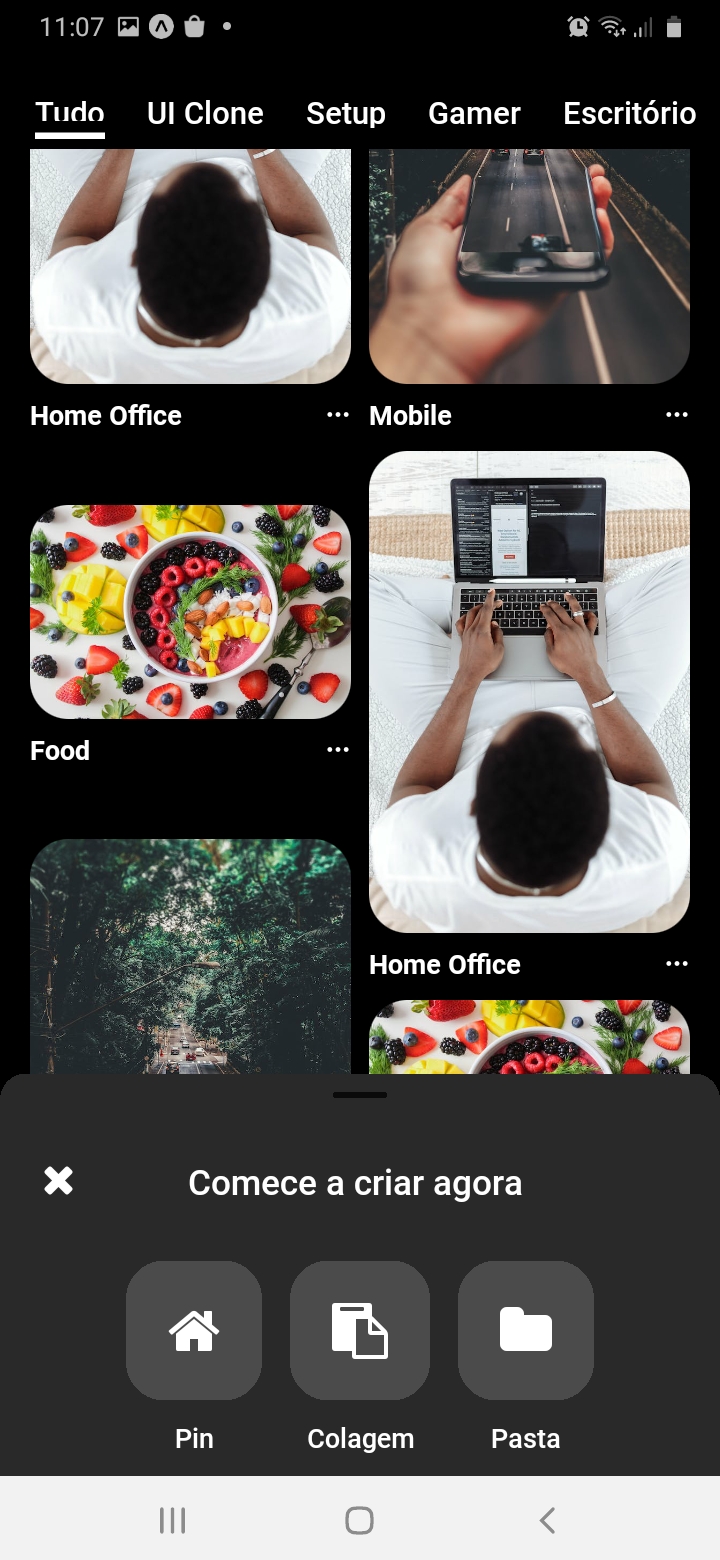 11:07
Tudo UI Clone Setup Gamer Escritório
Home Office
Mobile
Food
Home Office
Comece a criar agora
Pin Colagem Pasta